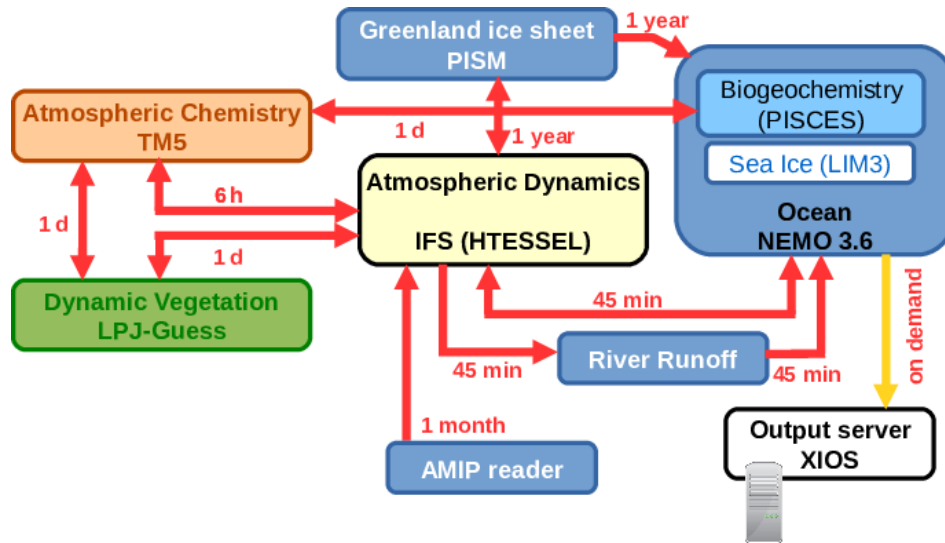 Greenland ice sheet
PISM
1 year
Biogeochemistry
(PISCES)
Sea Ice (LIM3)
Ocean
NEMO 3.6
Atmospheric Chemistry
TM5
1 d
1 year
Atmospheric Dynamics
IFS (HTESSEL)
6 h
1 d
1 d
Dynamic Vegetation
LPJ-Guess
45 min
45 min
River Runoff
45 min
on demand
1 month
AMIP reader
Output server
XIOS